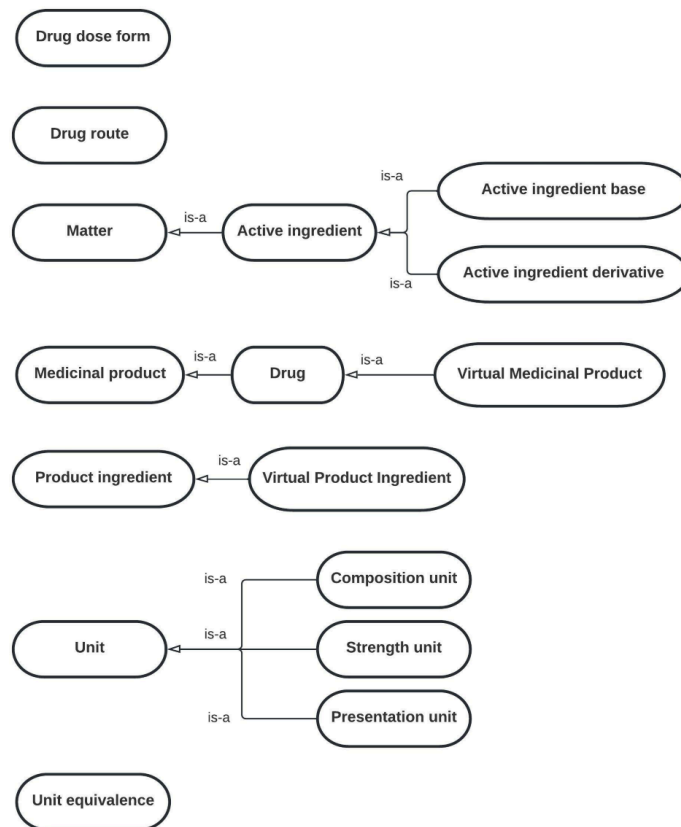 Drug dose form
Drug route
is-a
Active ingredient base
Matter
is-a
Active ingredient
is-a
Active ingredient derivative
Medicinal product
is-a
Drug
is-a
Virtual Medicinal Product
Product ingredient
is-a
Virtual Product Ingredient
is-a
Composition unit
Unit
is-a
Strength unit
is-a
Presentation unit
Unit equivalence